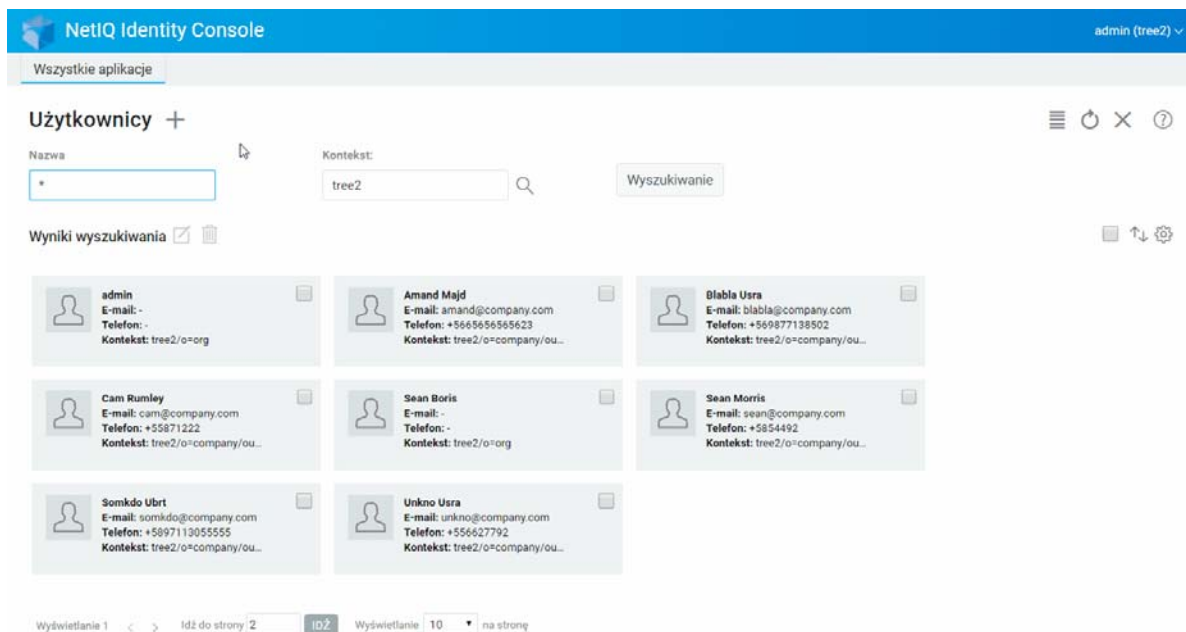 NetIQ Identity Console
admin (tree2)
Wszystkie aplikacje
Użytkownicy
Nazwa
Kontekst:
*
tree2
Wyszukiwanie
Wyniki wyszukiwania
admin
E-mail: -
Telefon: -
Kontekst: tree2/o=org
Amand Majd
E-mail: amand@company.com
Telefon: +5665656565623
Kontekst: tree2/o=company/ou...
Blabla Usra
E-mail: blabla@company.com
Telefon: +569877138502
Kontekst: tree2/o=company/ou...
Cam Rumley
E-mail: cam@company.com
Telefon: +55871222
Kontekst: tree2/o=company/ou...
Sean Boris
E-mail: -
Telefon: -
Kontekst: tree2/o=org
Sean Morris
E-mail: sean@company.com
Telefon: +5854492
Kontekst: tree2/o=company/ou...
Somkdo Ubrt
E-mail: somkdo@company.com
Telefon: +5897113055555
Kontekst: tree2/o=company/ou...
Unkno Usra
E-mail: unkno@company.com
Telefon: +556627792
Kontekst: tree2/o=company/ou...
Wyświetlanie 1 < > Idź do strony 2 IDŹ Wyświetlanie 10 na stronę